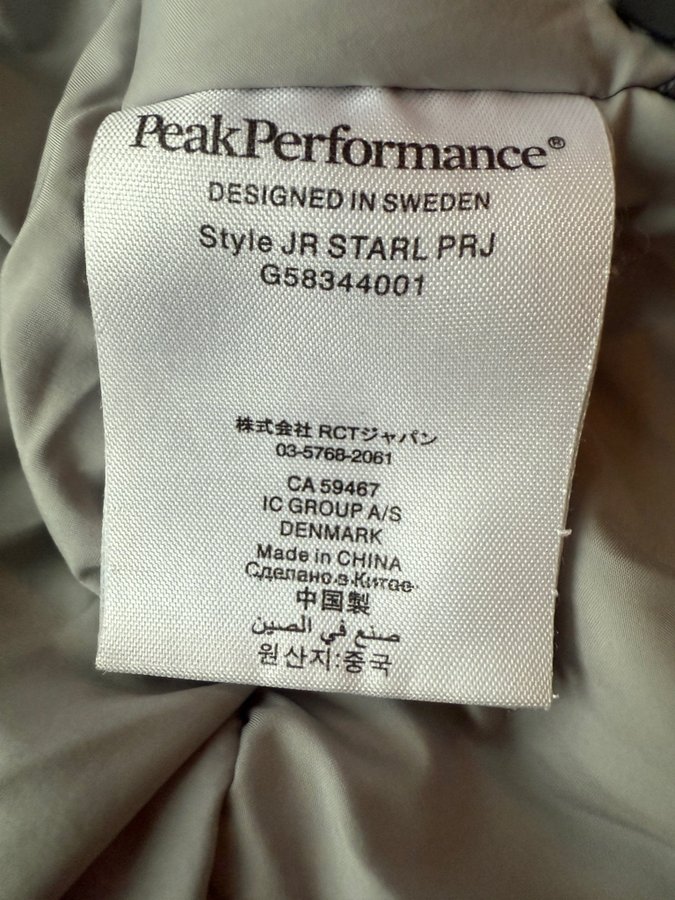 PeakPerformance®
DESIGNED IN SWEDEN
Style JR STARL PRJ
G58344001
株式会社 RCTジャパン
03-5768-2061
CA 59467
IC GROUP A/S
DENMARK
Made in CHINA
Сделано в Китае
中国製
صنع في الصين
원산지:중국